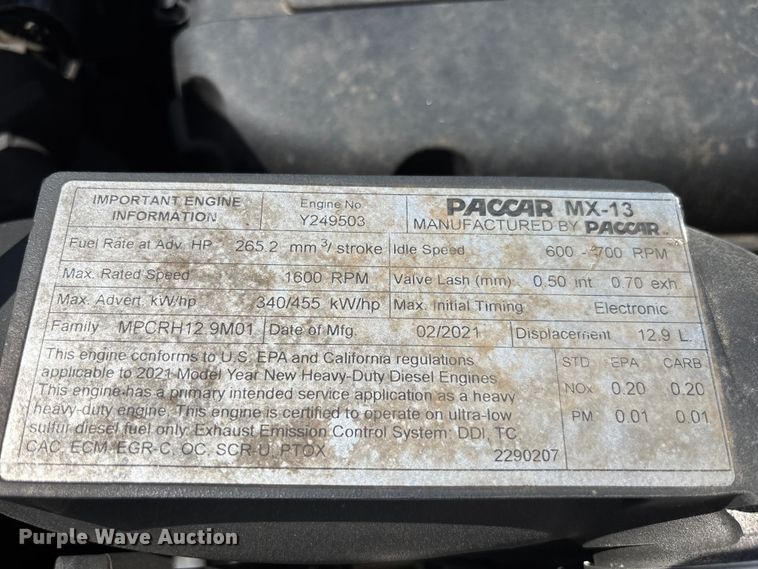 IMPORTANT ENGINE INFORMATION
Engine No Y249503
PACCAR MX-13
MANUFACTURED BY PACCAR
Fuel Rate at Adv. HP 265.2 mm³/ stroke Idle Speed 600 - 700 RPM
Max. Rated Speed 1600 RPM Valve Lash (mm) 0.50 int 0.70 exh.
Max. Advert. kW/hp 340/455 kW/hp Max. Initial Timing Electronic
Family MPCRH12.9M01 Date of Mfg. 02/2021 Displacement 12.9 L.
This engine conforms to U.S. EPA and California regulations
applicable to 2021 Model Year New Heavy-Duty Diesel Engines.
This engine has a primary intended service application as a heavy
heavy-duty engine. This engine is certified to operate on ultra-low
sulfur diesel fuel only. Exhaust Emission Control System: DDI, TC,
CAC, ECM, EGR-C, OC, SCR-U, PTOX
2290207
STD EPA CARB
NOx 0.20 0.20
PM 0.01 0.01
Purple Wave Auction